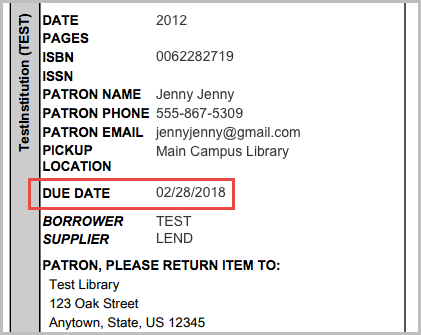 TestInstitution (TEST)
DATE 2012
PAGES
ISBN 0062282719
ISSN
PATRON NAME Jenny Jenny
PATRON PHONE 555-867-5309
PATRON EMAIL jennyjenny@gmail.com
PICKUP Main Campus Library
LOCATION
DUE DATE 02/28/2018
BORROWER TEST
SUPPLIER LEND
PATRON, PLEASE RETURN ITEM TO:
Test Library
123 Oak Street
Anytown, State, US 12345